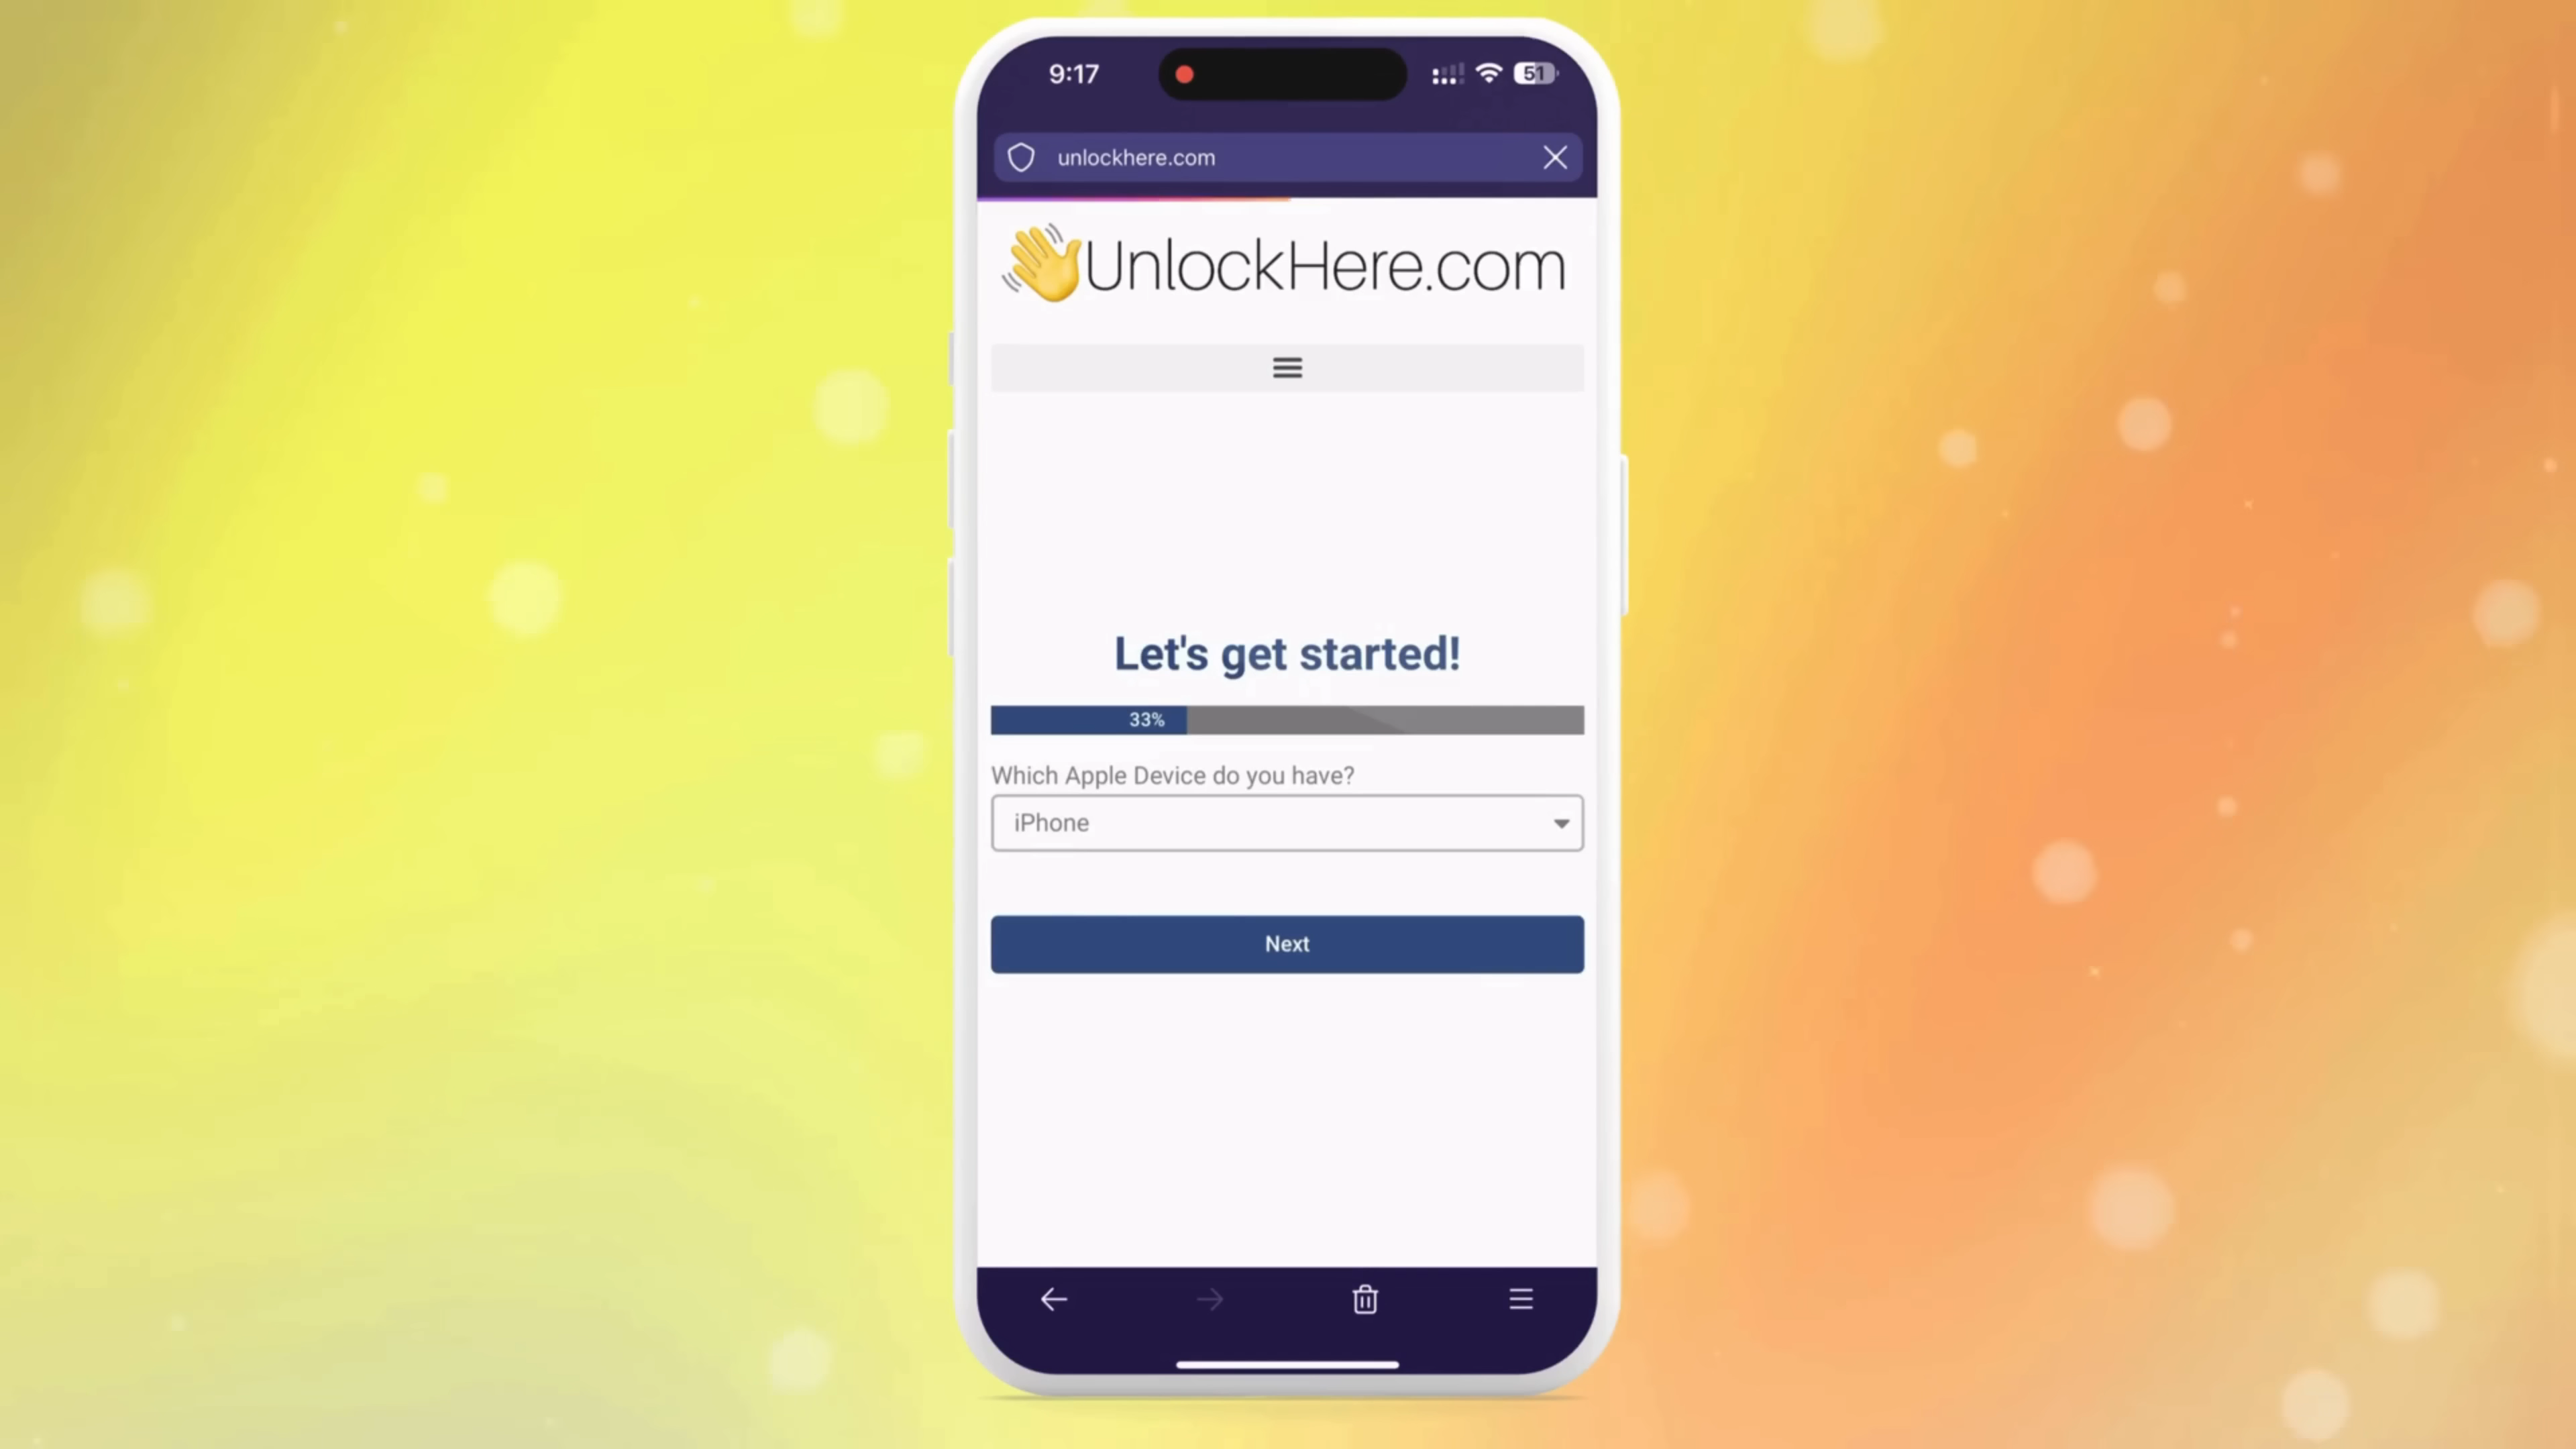 9:17
51
unlockhere.com
UnlockHere.com
Let's get started!
33%
Which Apple Device do you have?
iPhone
Next